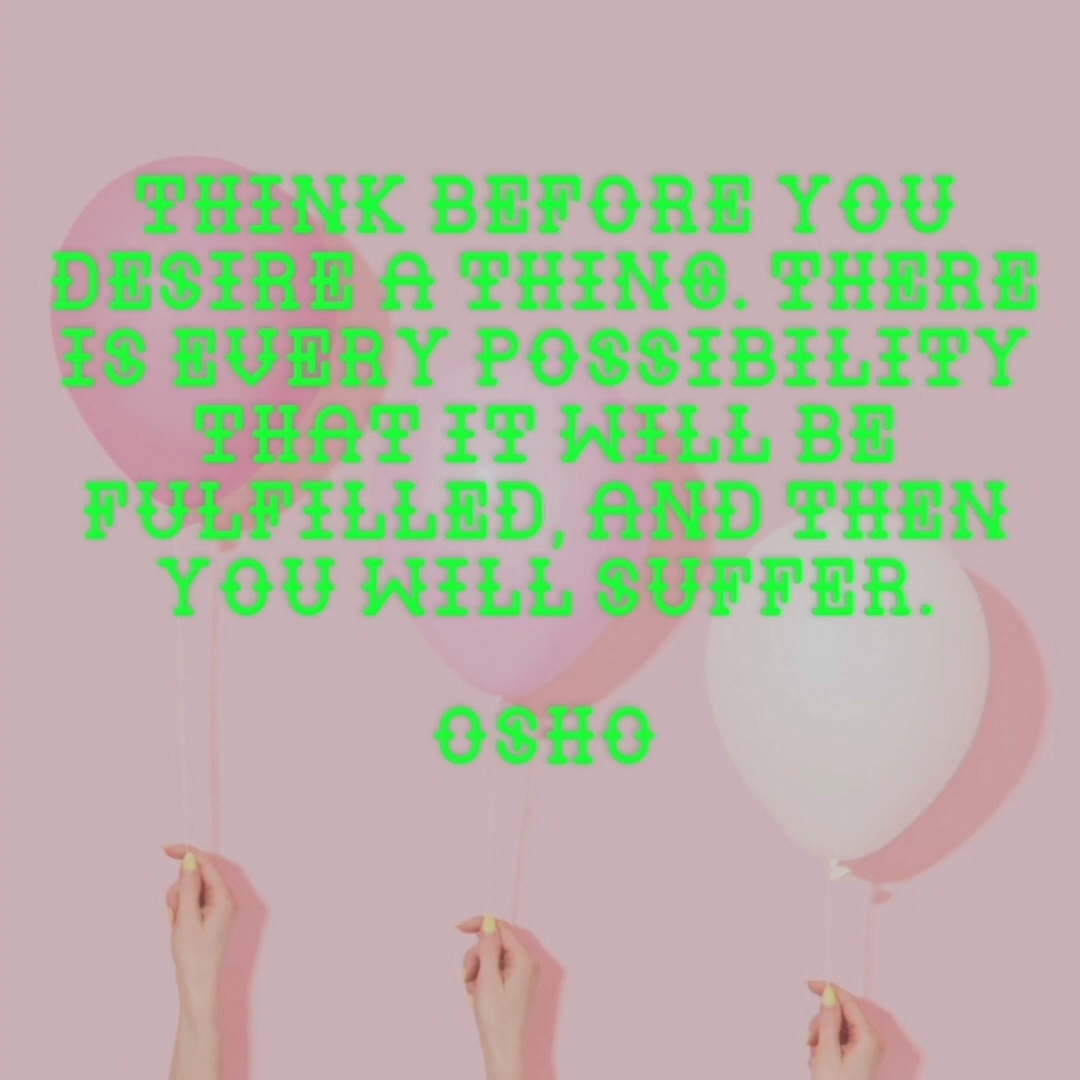 THINK BEFORE YOU
DESIRE A THING. THERE
IS EVERY POSSIBILITY
THAT IT WILL BE
FULFILLED, AND THEN
YOU WILL SUFFER.
OSHO